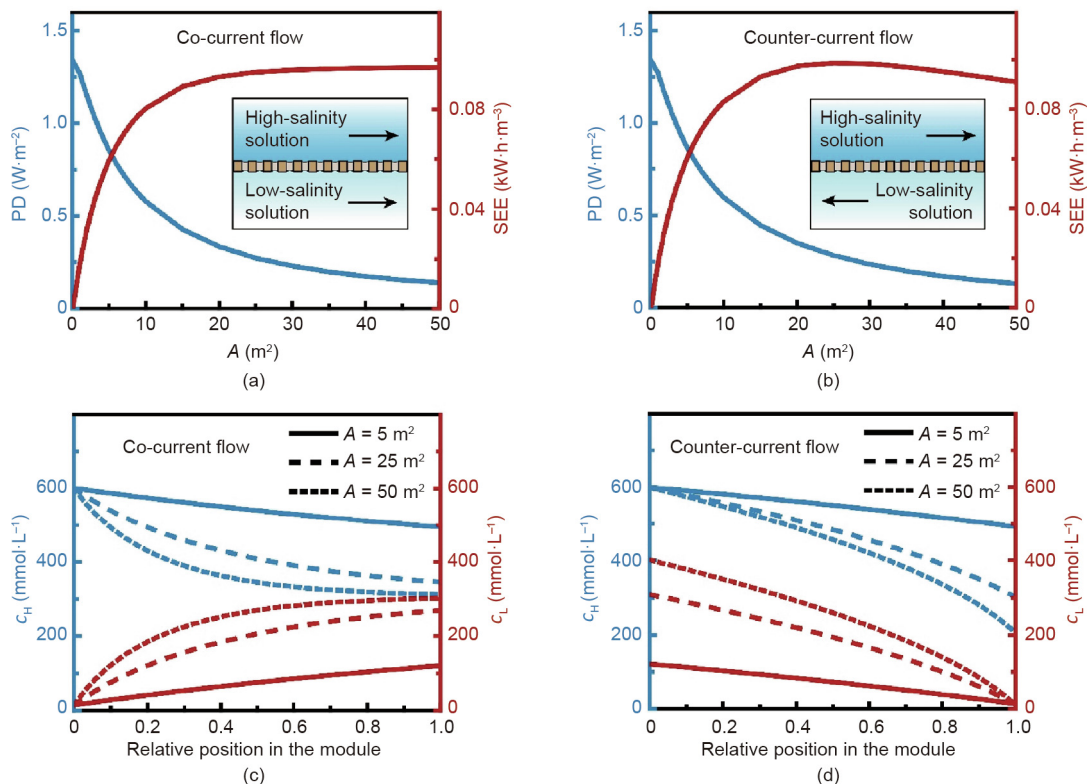 1.5
1.0
0.5
0
PD (W·m⁻²)
Co-current flow
High-salinity
solution
Low-salinity
solution
0.08
0.04
0
SEE (kW·h·m⁻³)
0 10 20 30 40 50
A (m²)
(a)
1.5
1.0
0.5
0
PD (W·m⁻²)
Counter-current flow
High-salinity
solution
Low-salinity
solution
0.08
0.04
0
SEE (kW·h·m⁻³)
0 10 20 30 40 50
A (m²)
(b)
600
400
200
0
cH (mmol·L⁻¹)
Co-current flow
A = 5 m²
A = 25 m²
A = 50 m²
600
400
200
0
cL (mmol·L⁻¹)
0 0.2 0.4 0.6 0.8 1.0
Relative position in the module
(c)
600
400
200
0
cH (mmol·L⁻¹)
Counter-current flow
A = 5 m²
A = 25 m²
A = 50 m²
600
400
200
0
cL (mmol·L⁻¹)
0 0.2 0.4 0.6 0.8 1.0
Relative position in the module
(d)